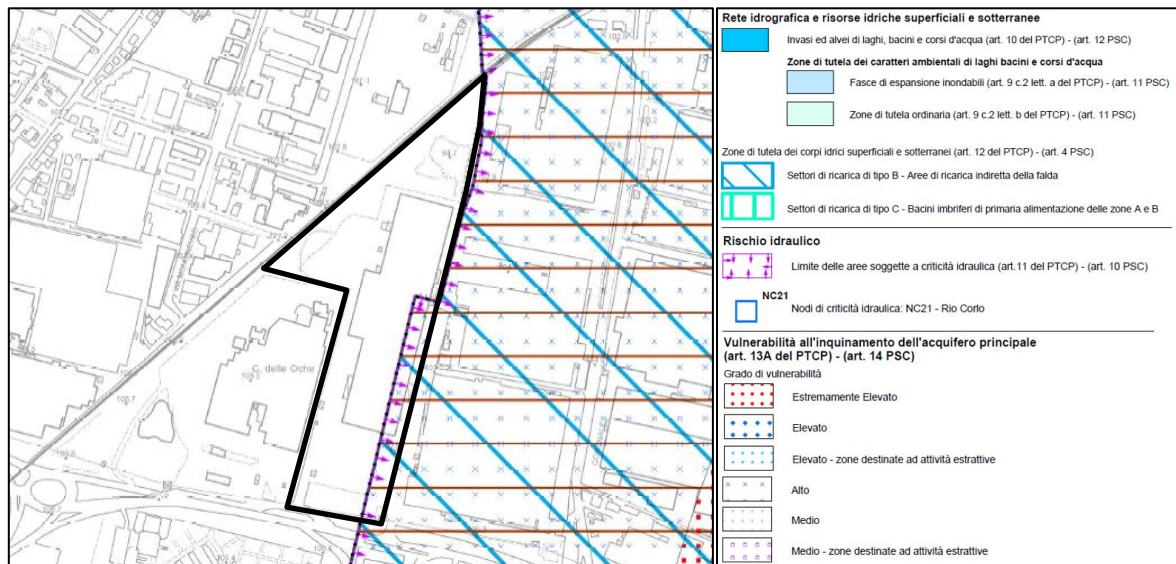 Rete idrografica e risorse idriche superficiali e sotterranee
Invasi ed alvei di laghi, bacini e corsi d'acqua (art. 10 del PTCP) - (art. 12 PSC)
Zone di tutela dei caratteri ambientali di laghi bacini e corsi d'acqua
Fasce di espansione inondabili (art. 9 c.2 lett. a del PTCP) - (art. 11 PSC)
Zone di tutela ordinaria (art. 9 c.2 lett. b del PTCP) - (art. 11 PSC)
Zone di tutela dei corpi idrici superficiali e sotterranei (art. 12 del PTCP) - (art. 4 PSC)
Settori di ricarica di tipo B - Aree di ricarica indiretta della falda
Settori di ricarica di tipo C - Bacini imbriferi di primaria alimentazione delle zone A e B
Rischio idraulico
Limite delle aree soggette a criticità idraulica (art.11 del PTCP) - (art. 10 PSC)
NC21
Nodi di criticità idraulica: NC21 - Rio Corlo
Vulnerabilità all'inquinamento dell'acquifero principale
(art. 13A del PTCP) - (art. 14 PSC)
Grado di vulnerabilità
Estremamente Elevato
Elevato
Elevato - zone destinate ad attività estrattive
Alto
Medio
Medio - zone destinate ad attività estrattive
C. delle Oche